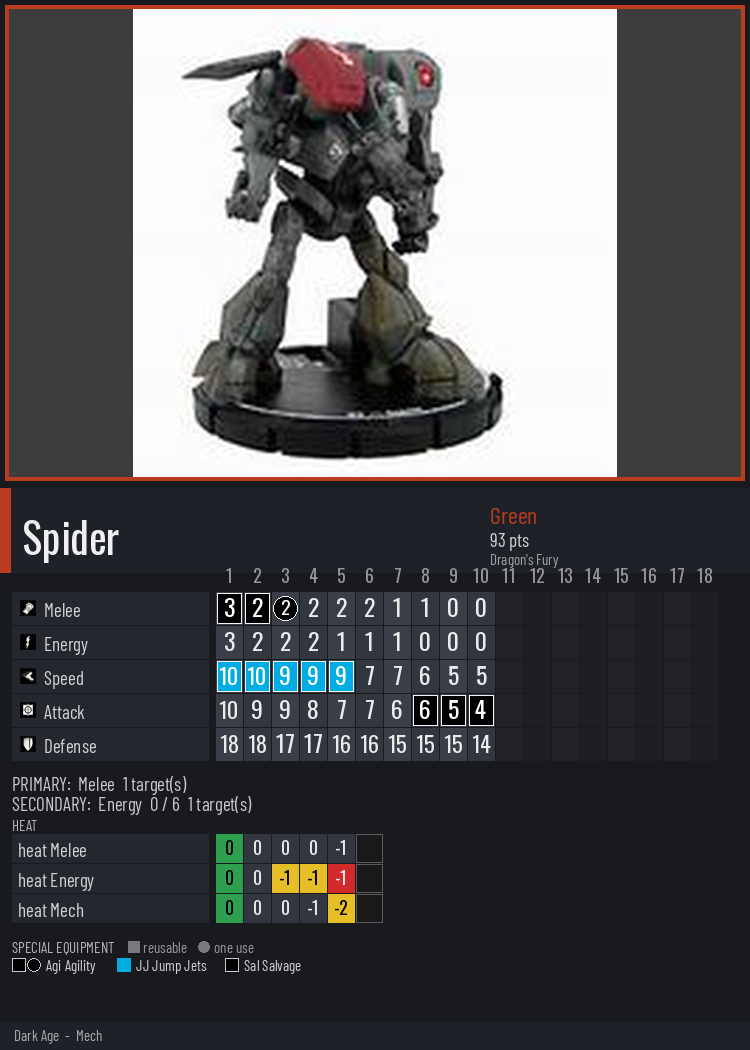 Spider
Green
93 pts
Dragon's Fury
1 2 3 4 5 6 7 8 9 10 11 12 13 14 15 16 17 18
Melee 3 2 2 2 2 2 1 1 0 0
Energy 3 2 2 2 1 1 1 0 0 0
Speed 10 10 9 9 9 7 7 6 5 5
Attack 10 9 9 8 7 7 6 6 5 4
Defense 18 18 17 17 16 16 15 15 15 14
PRIMARY: Melee 1 target(s)
SECONDARY: Energy 0 / 6 1 target(s)
HEAT
heat Melee 0 0 0 0 -1
heat Energy 0 0 -1 -1 -1
heat Mech 0 0 0 -1 -2
SPECIAL EQUIPMENT reusable one use
Agi Agility JJ Jump Jets Sal Salvage
Dark Age - Mech